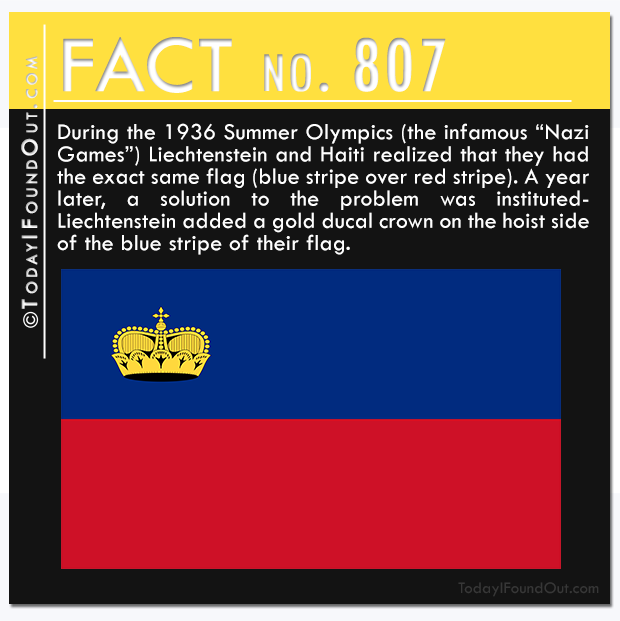 FACT NO. 807
During the 1936 Summer Olympics (the infamous “Nazi
Games”) Liechtenstein and Haiti realized that they had
the exact same flag (blue stripe over red stripe). A year
later, a solution to the problem was instituted-
Liechtenstein added a gold ducal crown on the hoist side
of the blue stripe of their flag.
©TodayIFoundOut.com
TodayIFoundOut.com